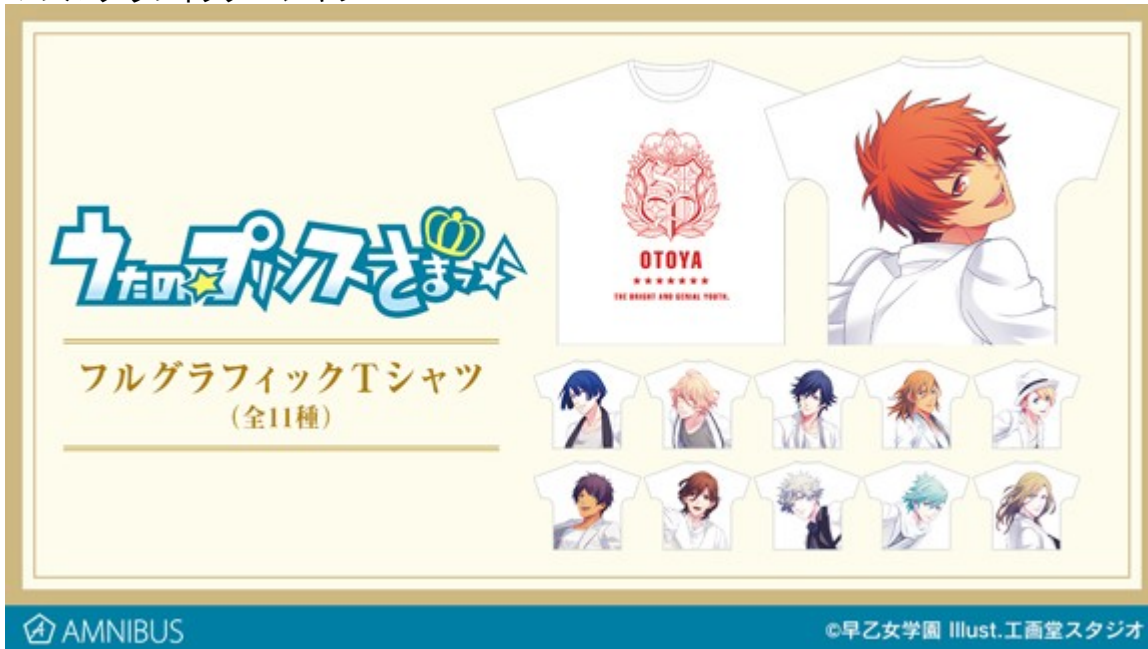 うたの☆プリンスさまっ♪
フルグラフィックTシャツ
(全11種)
OTOYA
★★★★★★★
THE BRIGHT AND GENIAL YOUTH.
AMNIBUS
©早乙女学園 Illust.工画堂スタジオ